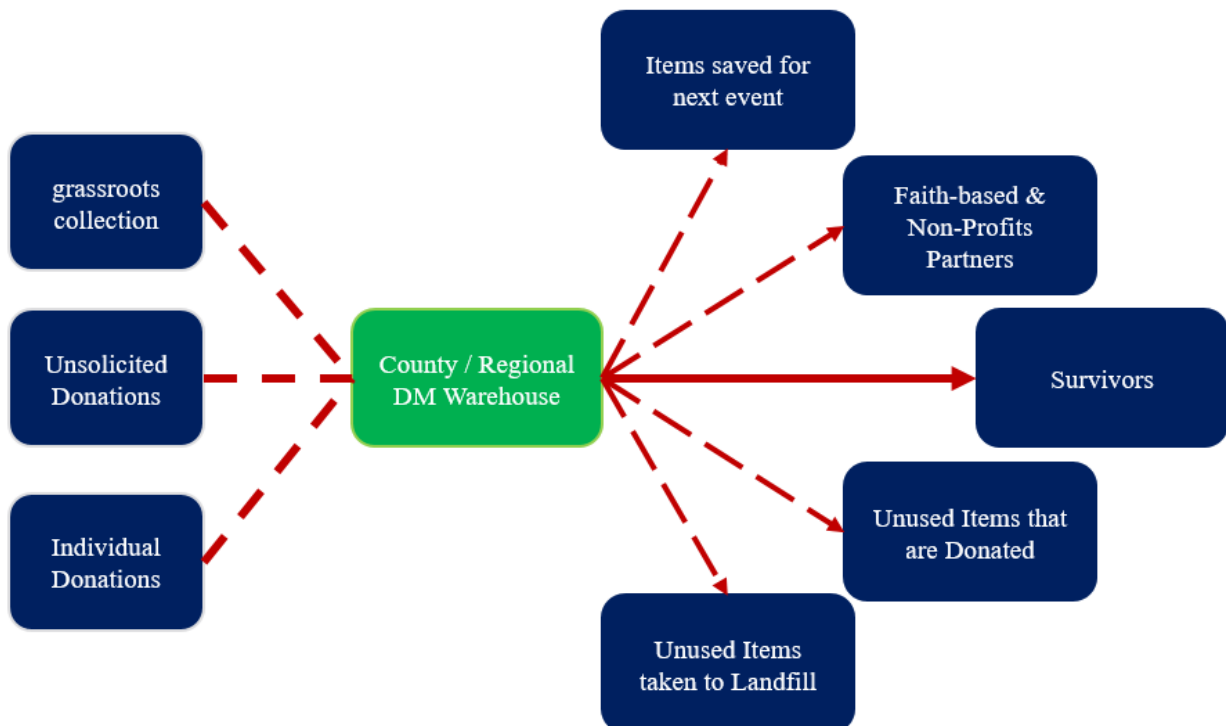 grassroots
collection
Unsolicited
Donations
Individual
Donations
County / Regional
DM Warehouse
Items saved for
next event
Faith-based &
Non-Profits
Partners
Survivors
Unused Items that
are Donated
Unused Items
taken to Landfill